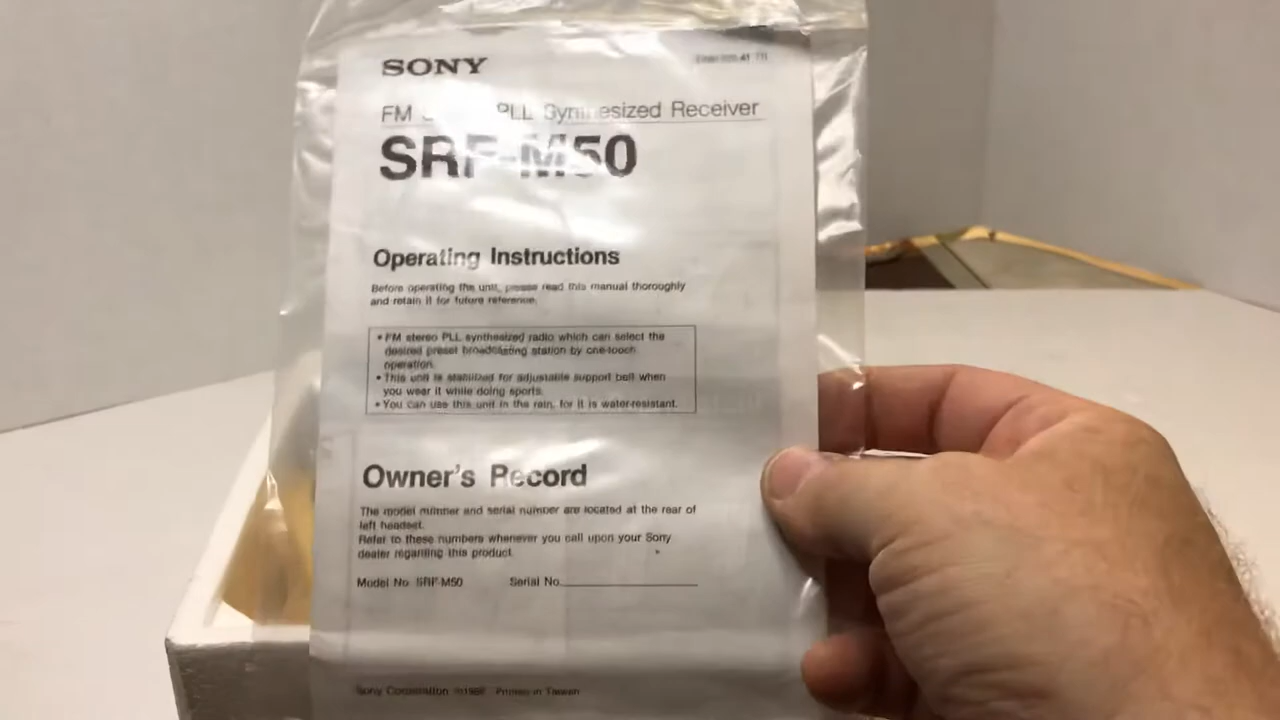 SONY
FM PLL Synthesized Receiver
SRF-M50
Operating Instructions
Before operating the unit, please read this manual thoroughly
and retain it for future reference.
• FM stereo PLL synthesized radio which can select the
desired preset broadcasting station by one-touch
operation.
• This unit is stabilized for adjustable support belt when
you wear it while doing sports.
• You can use this unit in the rain, for it is water-resistant.
Owner's Record
The model number and serial number are located at the rear of
left headset.
Refer to these numbers whenever you call upon your Sony
dealer regarding this product.
Model No. SRF-M50 Serial No.
Sony Corporation Printed in Taiwan